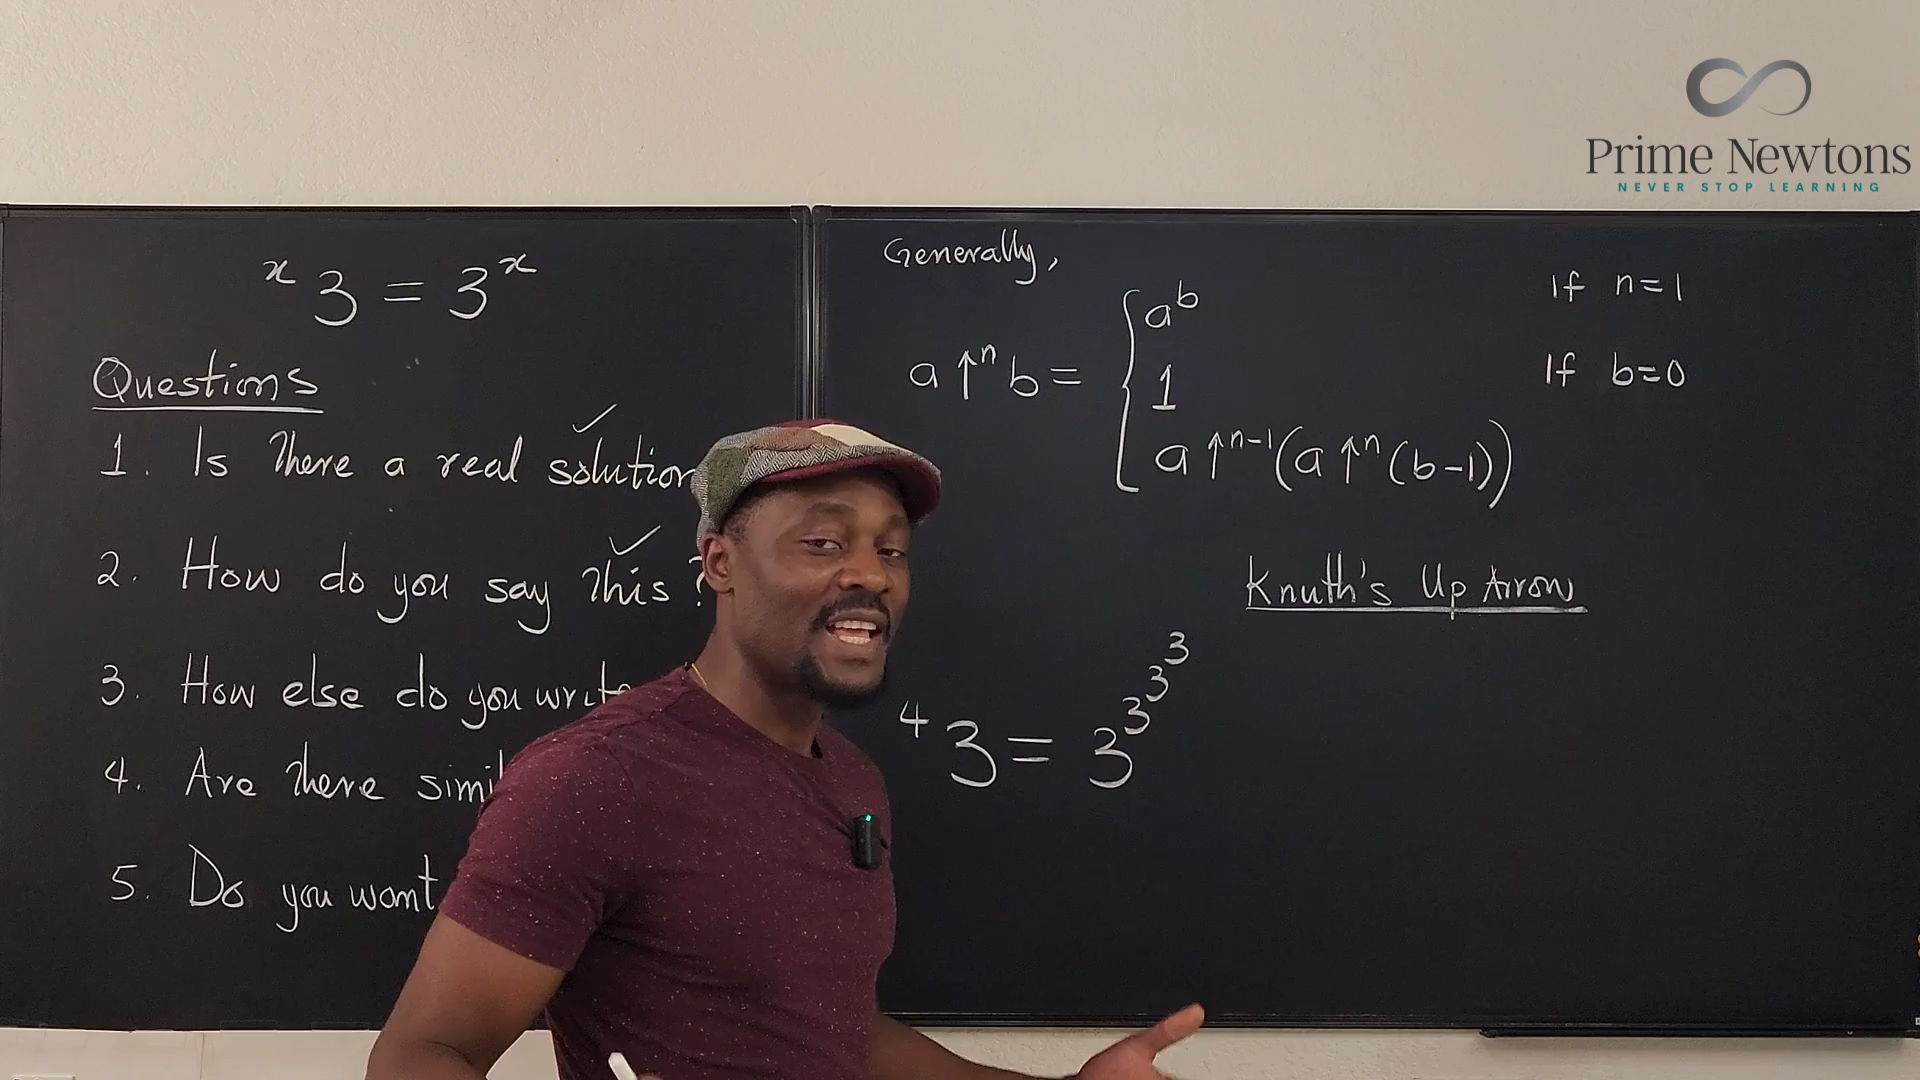 Prime Newtons
NEVER STOP LEARNING
ˣ3 = 3ˣ
Questions
1. Is there a real solution
2. How do you say this ?
3. How else do you write
4. Are there
5. Do you want
Generally,
a↑ⁿb = { aᵇ if n=1
1 if b=0
a↑ⁿ⁻¹(a↑ⁿ(b-1))
Knuth's Up Arrow
⁴3 = 3^3^3^3